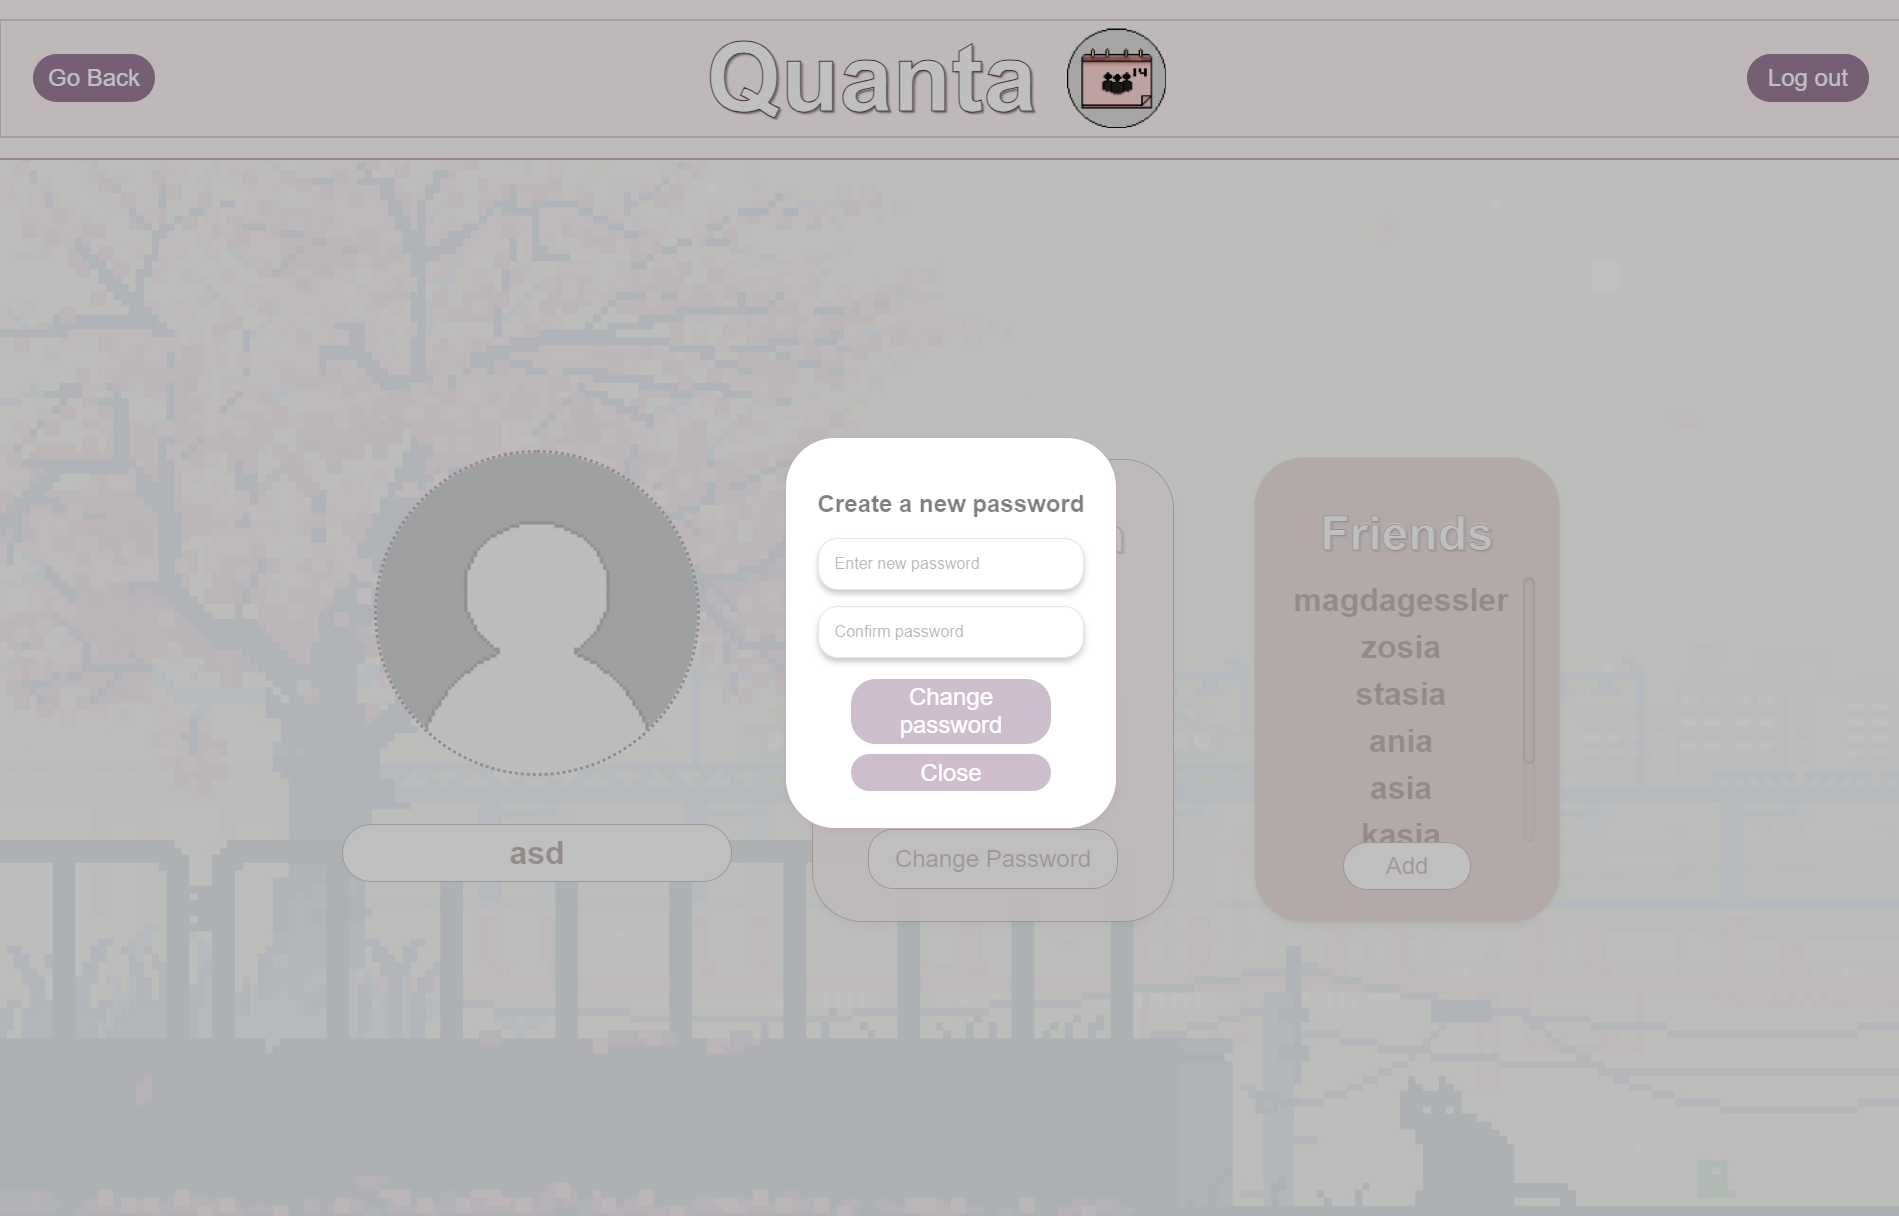 Go Back
Quanta
14
Log out
Create a new password
Enter new password
Confirm password
Change
password
Close
asd
Change Password
Friends
magdagessler
zosia
stasia
ania
asia
kasia
Add